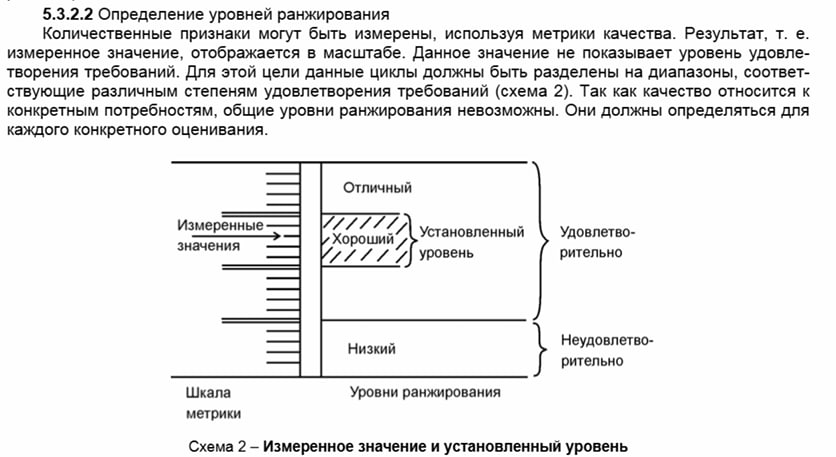 5.3.2.2 Определение уровней ранжирования
Количественные признаки могут быть измерены, используя метрики качества. Результат, т. е.
измеренное значение, отображается в масштабе. Данное значение не показывает уровень удовле-
творения требований. Для этой цели данные циклы должны быть разделены на диапазоны, соответ-
ствующие различным степеням удовлетворения требований (схема 2). Так как качество относится к
конкретным потребностям, общие уровни ранжирования невозможны. Они должны определяться для
каждого конкретного оценивания.
Отличный
Измеренные
значения
Хороший
Установленный
уровень
Удовлетво-
рительно
Низкий
Неудовлетво-
рительно
Шкала
метрики
Уровни ранжирования
Схема 2 – Измеренное значение и установленный уровень